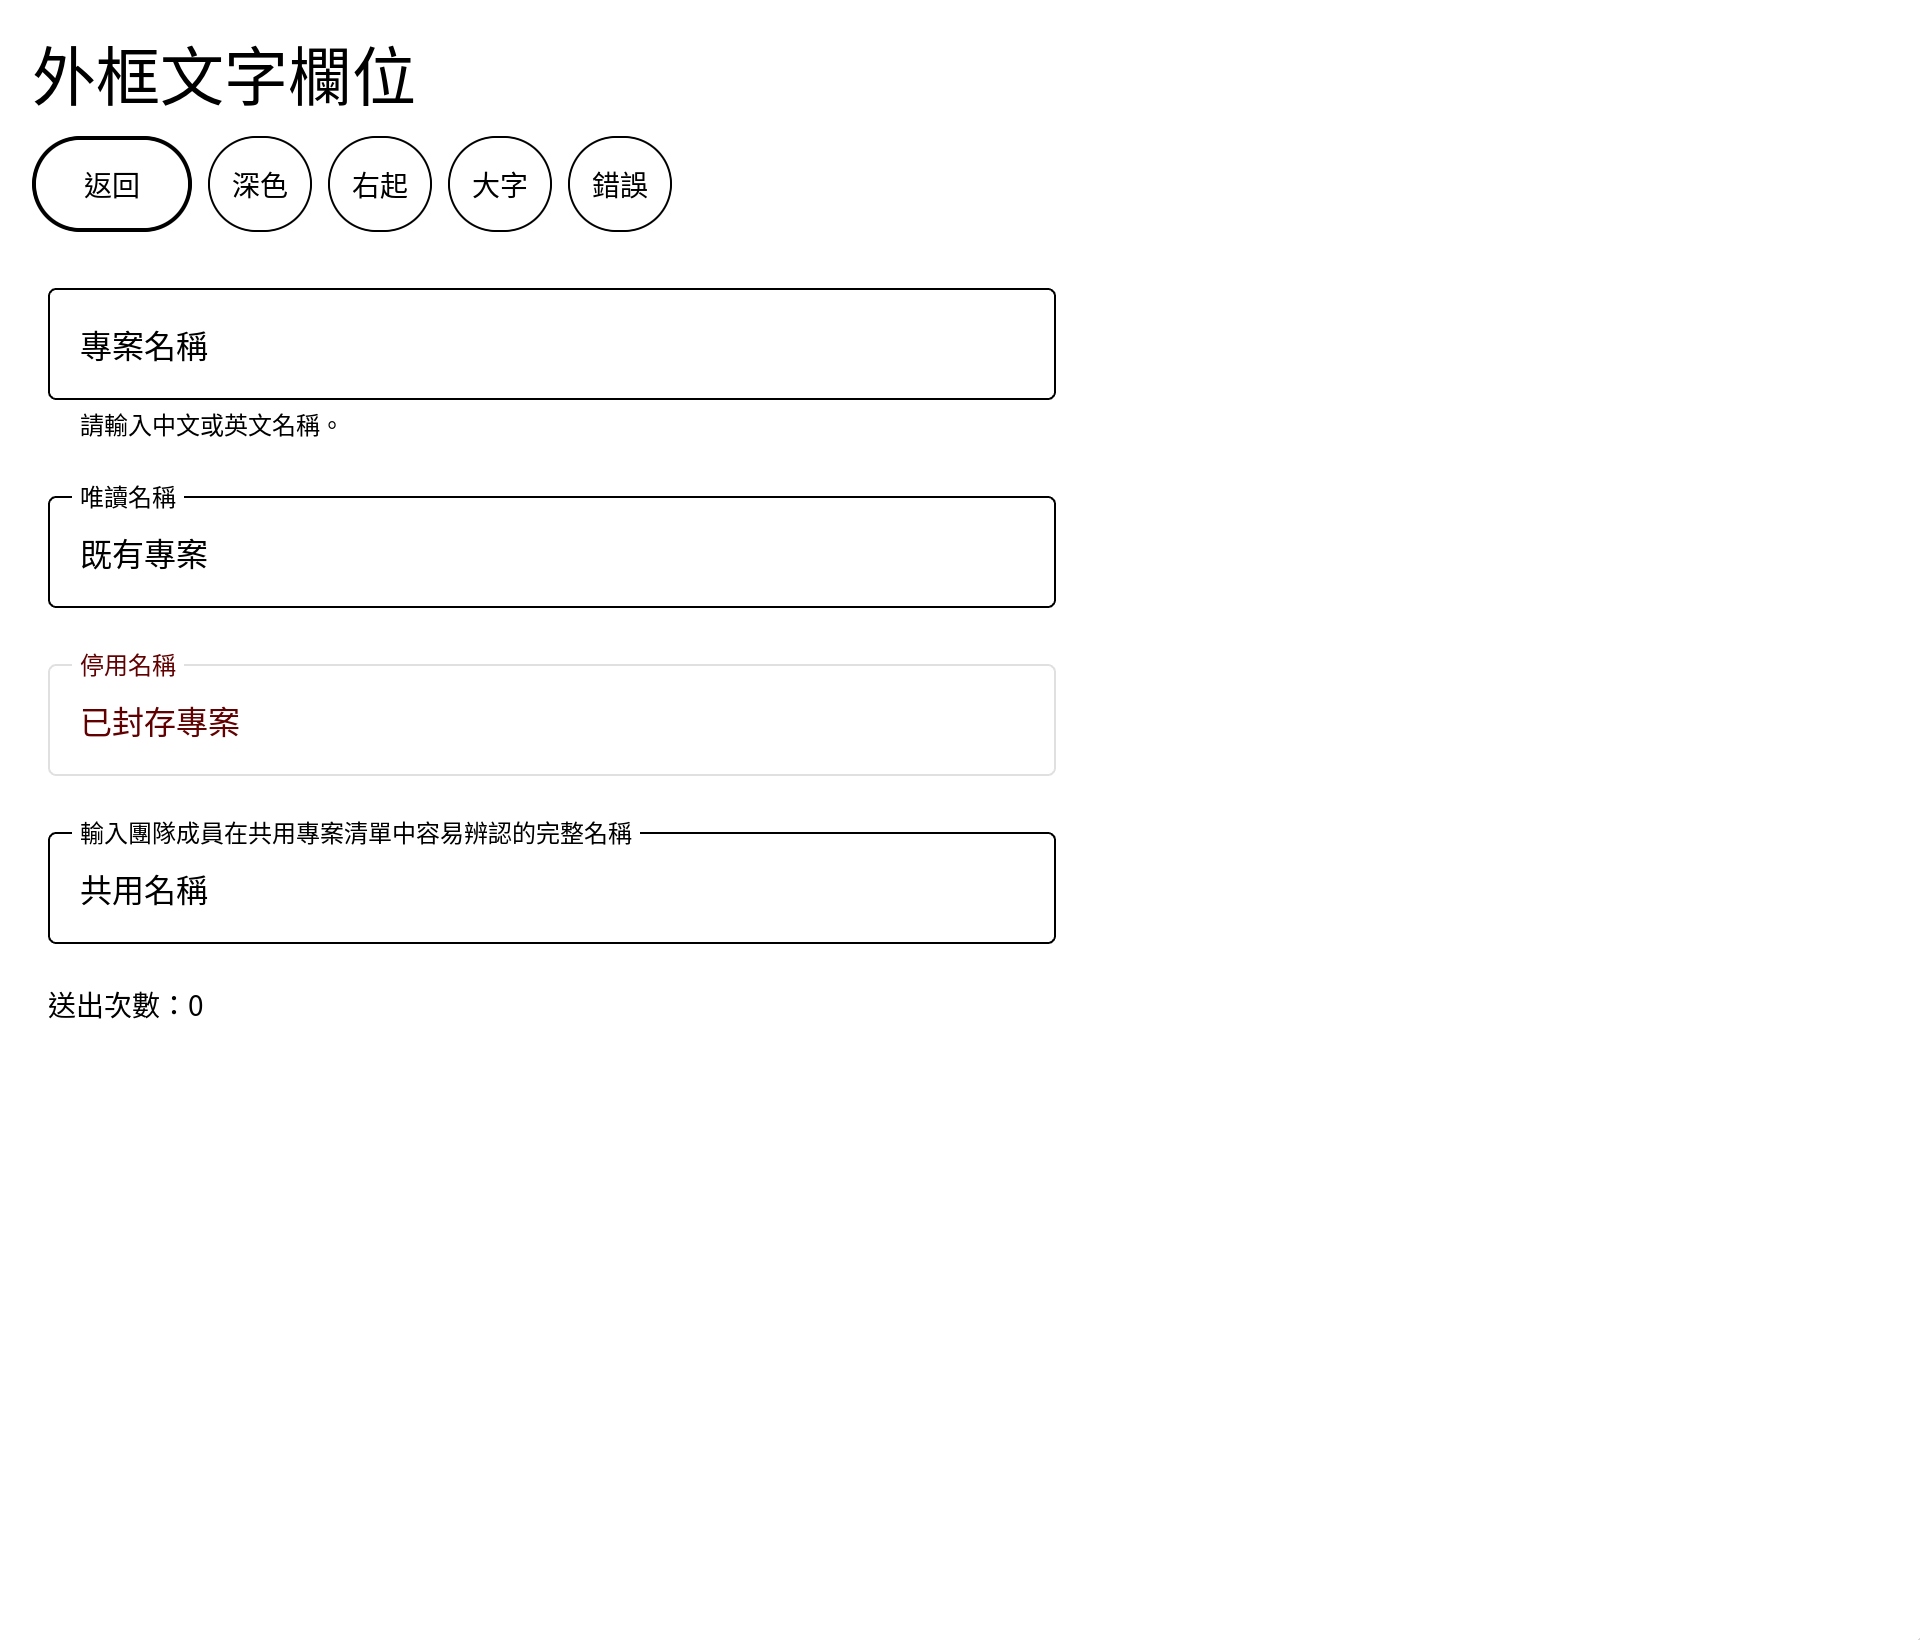 外框文字欄位
返回 深色 右起 大字 錯誤
專案名稱
請輸入中文或英文名稱。
唯讀名稱
既有專案
停用名稱
已封存專案
輸入團隊成員在共用專案清單中容易辨認的完整名稱
共用名稱
送出次數：0